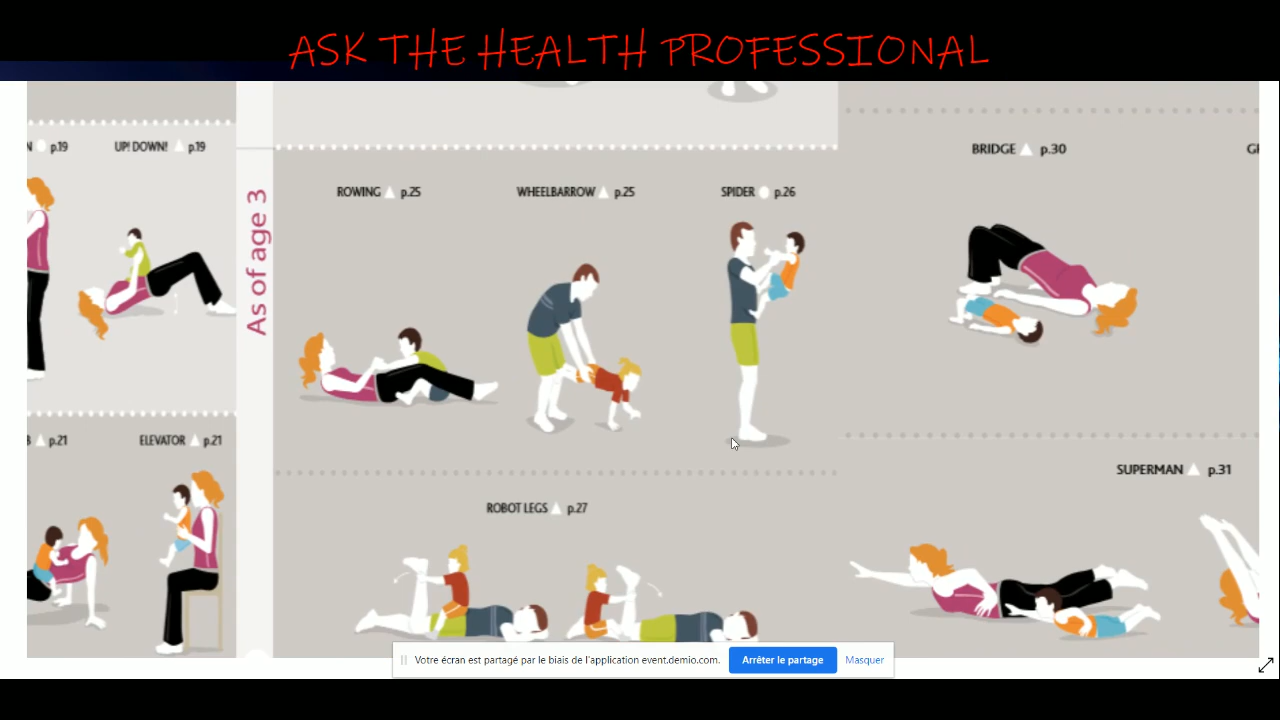 ASK THE HEALTH PROFESSIONAL
N p.19
UP! DOWN! p.19
BRIDGE p.30
As of age 3
ROWING p.25
WHEELBARROW p.25
SPIDER p.26
p.21
ELEVATOR p.21
SUPERMAN p.31
ROBOT LEGS p.27
Votre écran est partagé par le biais de l'application event.demio.com.
Arrêter le partage
Masquer